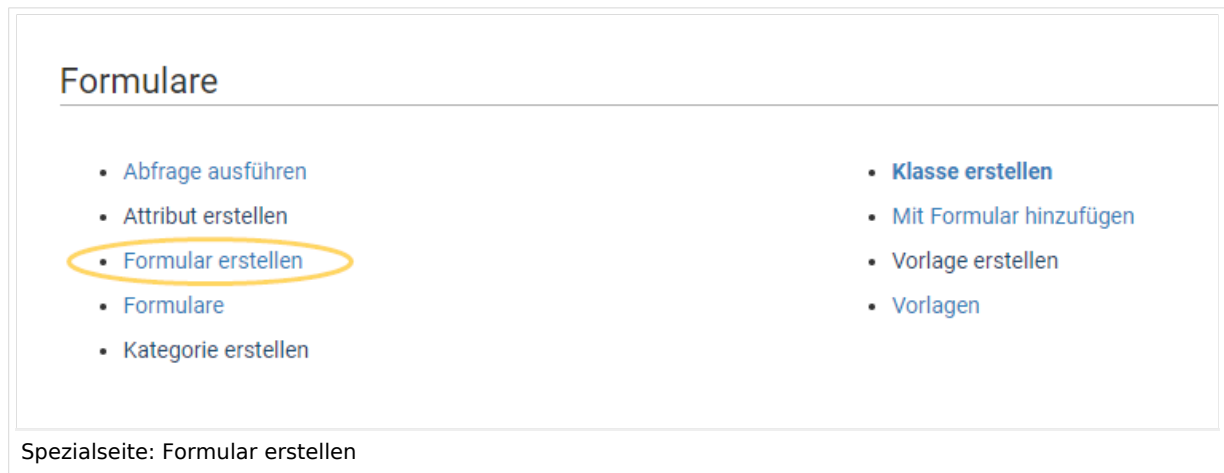 Formulare
Abfrage ausführen
Attribut erstellen
Formular erstellen
Formulare
Kategorie erstellen
Klasse erstellen
Mit Formular hinzufügen
Vorlage erstellen
Vorlagen
Spezialseite: Formular erstellen